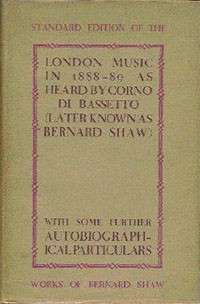 STANDARD EDITION OF THE
LONDON MUSIC
IN 1888-89 AS
HEARD BY CORNO
DI BASSETTO
(LATER KNOWN AS
BERNARD SHAW)
WITH SOME FURTHER
AUTOBIOGRAPH-
ICAL PARTICULARS
WORKS OF BERNARD SHAW